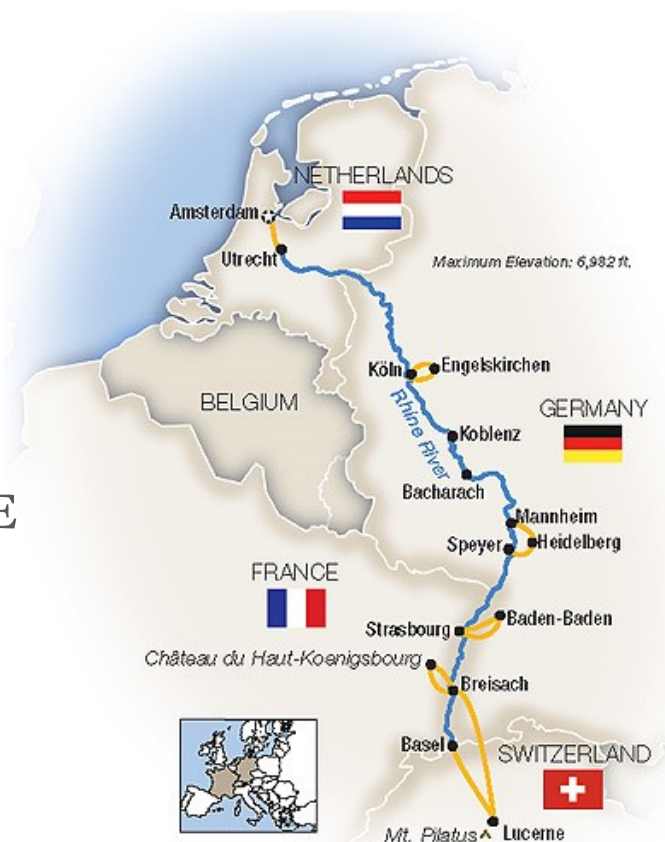 NETHERLANDS
Amsterdam
Utrecht
Maximum Elevation: 6,982 ft.
Köln
Engelskirchen
BELGIUM
Rhine River
GERMANY
Koblenz
Bacharach
E
Mannheim
Speyer
Heidelberg
FRANCE
Baden-Baden
Strasbourg
Château du Haut-Koenigsbourg
Breisach
Basel
SWITZERLAND
Mt. Pilatus
Lucerne